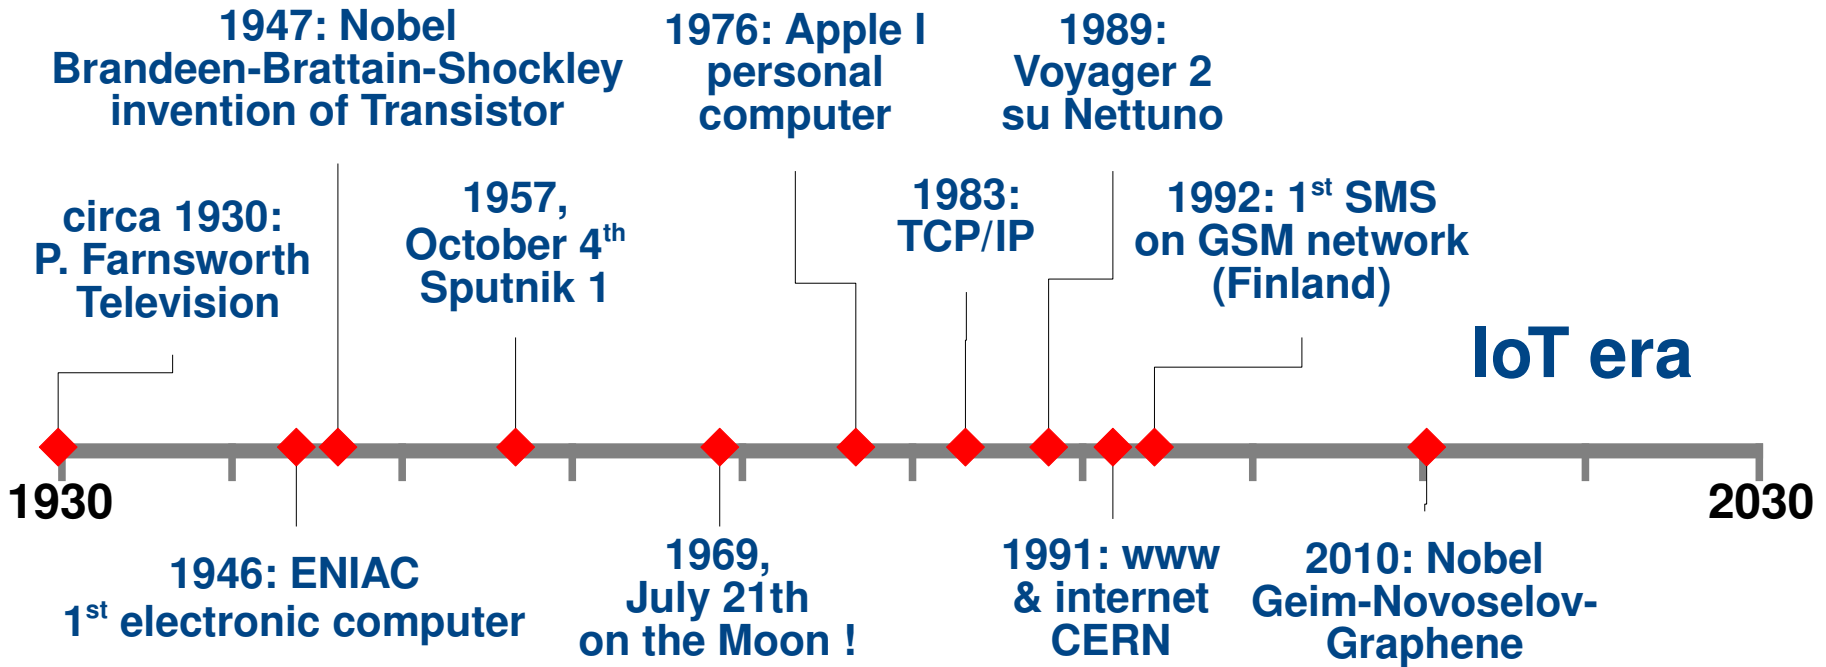 1947: Nobel
Brandeen-Brattain-Shockley
invention of Transistor
1976: Apple I
personal
computer
1989:
Voyager 2
su Nettuno
circa 1930:
P. Farnsworth
Television
1957,
October 4th
Sputnik 1
1983:
TCP/IP
1992: 1st SMS
on GSM network
(Finland)
IoT era
1930
2030
1946: ENIAC
1st electronic computer
1969,
July 21th
on the Moon !
1991: www
& internet
CERN
2010: Nobel
Geim-Novoselov-
Graphene